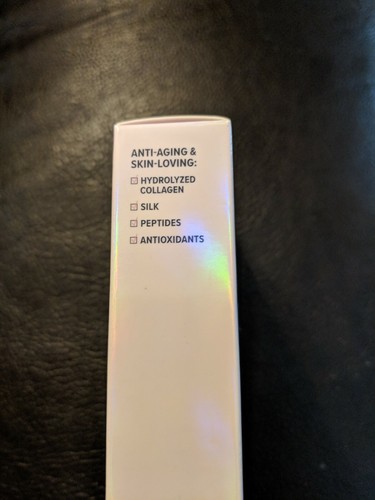 ANTI-AGING &
SKIN-LOVING:
HYDROLYZED
COLLAGEN
SILK
PEPTIDES
ANTIOXIDANTS